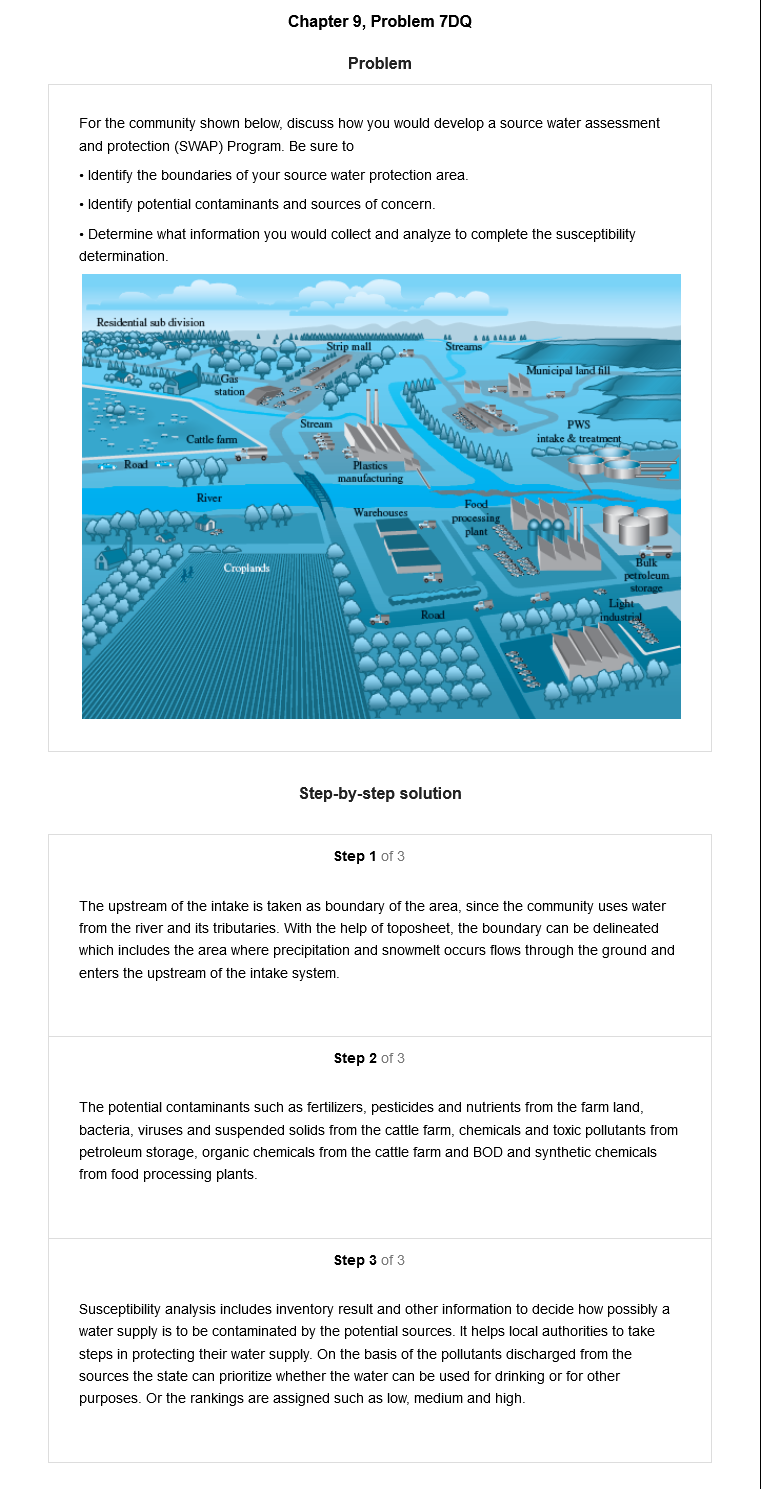 Chapter 9, Problem 7DQ
Problem
For the community shown below, discuss how you would develop a source water assessment
and protection (SWAP) Program. Be sure to
• Identify the boundaries of your source water protection area.
• Identify potential contaminants and sources of concern.
• Determine what information you would collect and analyze to complete the susceptibility
determination.
Residential sub division
Strip mall
Streams
Municipal land fill
Gas
station
Stream
PWS
intake & treatment
Cattle farm
Road
Plastics
manufacturing
River
Warehouses
Food
processing
plant
Croplands
Bulk
petroleum
storage
Light
industrial
Road
Step-by-step solution
Step 1 of 3
The upstream of the intake is taken as boundary of the area, since the community uses water
from the river and its tributaries. With the help of toposheet, the boundary can be delineated
which includes the area where precipitation and snowmelt occurs flows through the ground and
enters the upstream of the intake system.
Step 2 of 3
The potential contaminants such as fertilizers, pesticides and nutrients from the farm land,
bacteria, viruses and suspended solids from the cattle farm, chemicals and toxic pollutants from
petroleum storage, organic chemicals from the cattle farm and BOD and synthetic chemicals
from food processing plants.
Step 3 of 3
Susceptibility analysis includes inventory result and other information to decide how possibly a
water supply is to be contaminated by the potential sources. It helps local authorities to take
steps in protecting their water supply. On the basis of the pollutants discharged from the
sources the state can prioritize whether the water can be used for drinking or for other
purposes. Or the rankings are assigned such as low, medium and high.